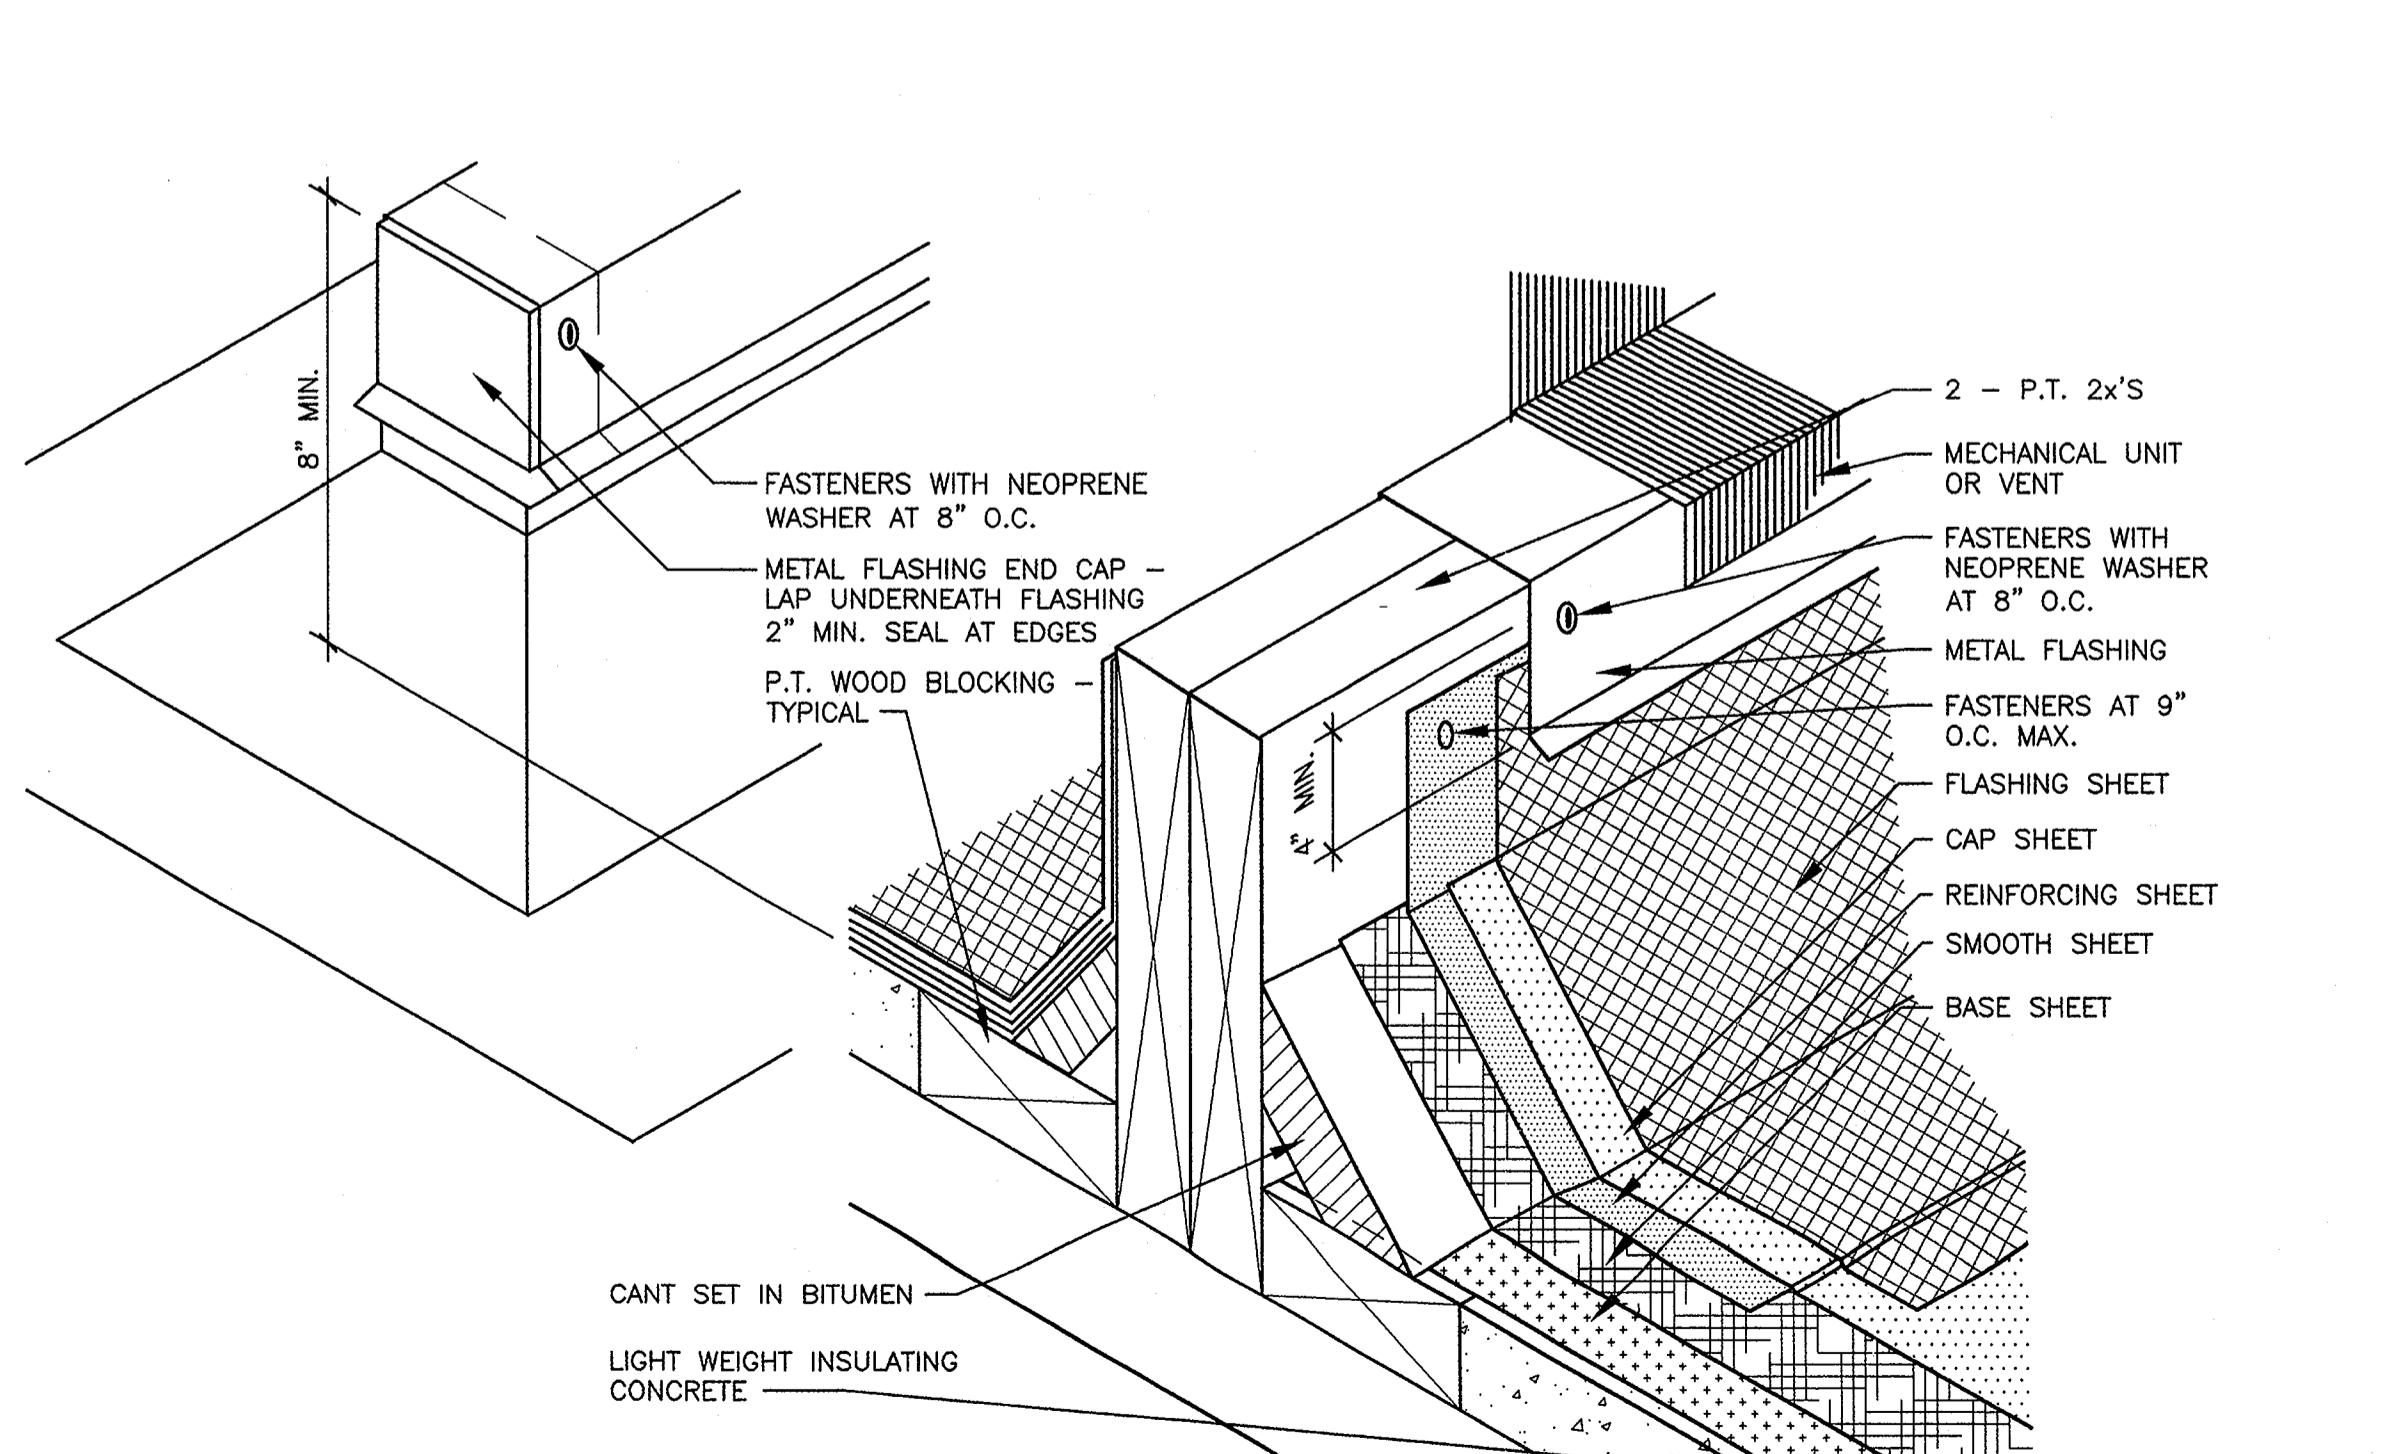 8" MIN.
FASTENERS WITH NEOPRENE
WASHER AT 8" O.C.
METAL FLASHING END CAP –
LAP UNDERNEATH FLASHING
2" MIN. SEAL AT EDGES
P.T. WOOD BLOCKING –
TYPICAL
4" MIN.
CANT SET IN BITUMEN
LIGHT WEIGHT INSULATING
CONCRETE
2 – P.T. 2x'S
MECHANICAL UNIT
OR VENT
FASTENERS WITH
NEOPRENE WASHER
AT 8" O.C.
METAL FLASHING
FASTENERS AT 9"
O.C. MAX.
FLASHING SHEET
CAP SHEET
REINFORCING SHEET
SMOOTH SHEET
BASE SHEET